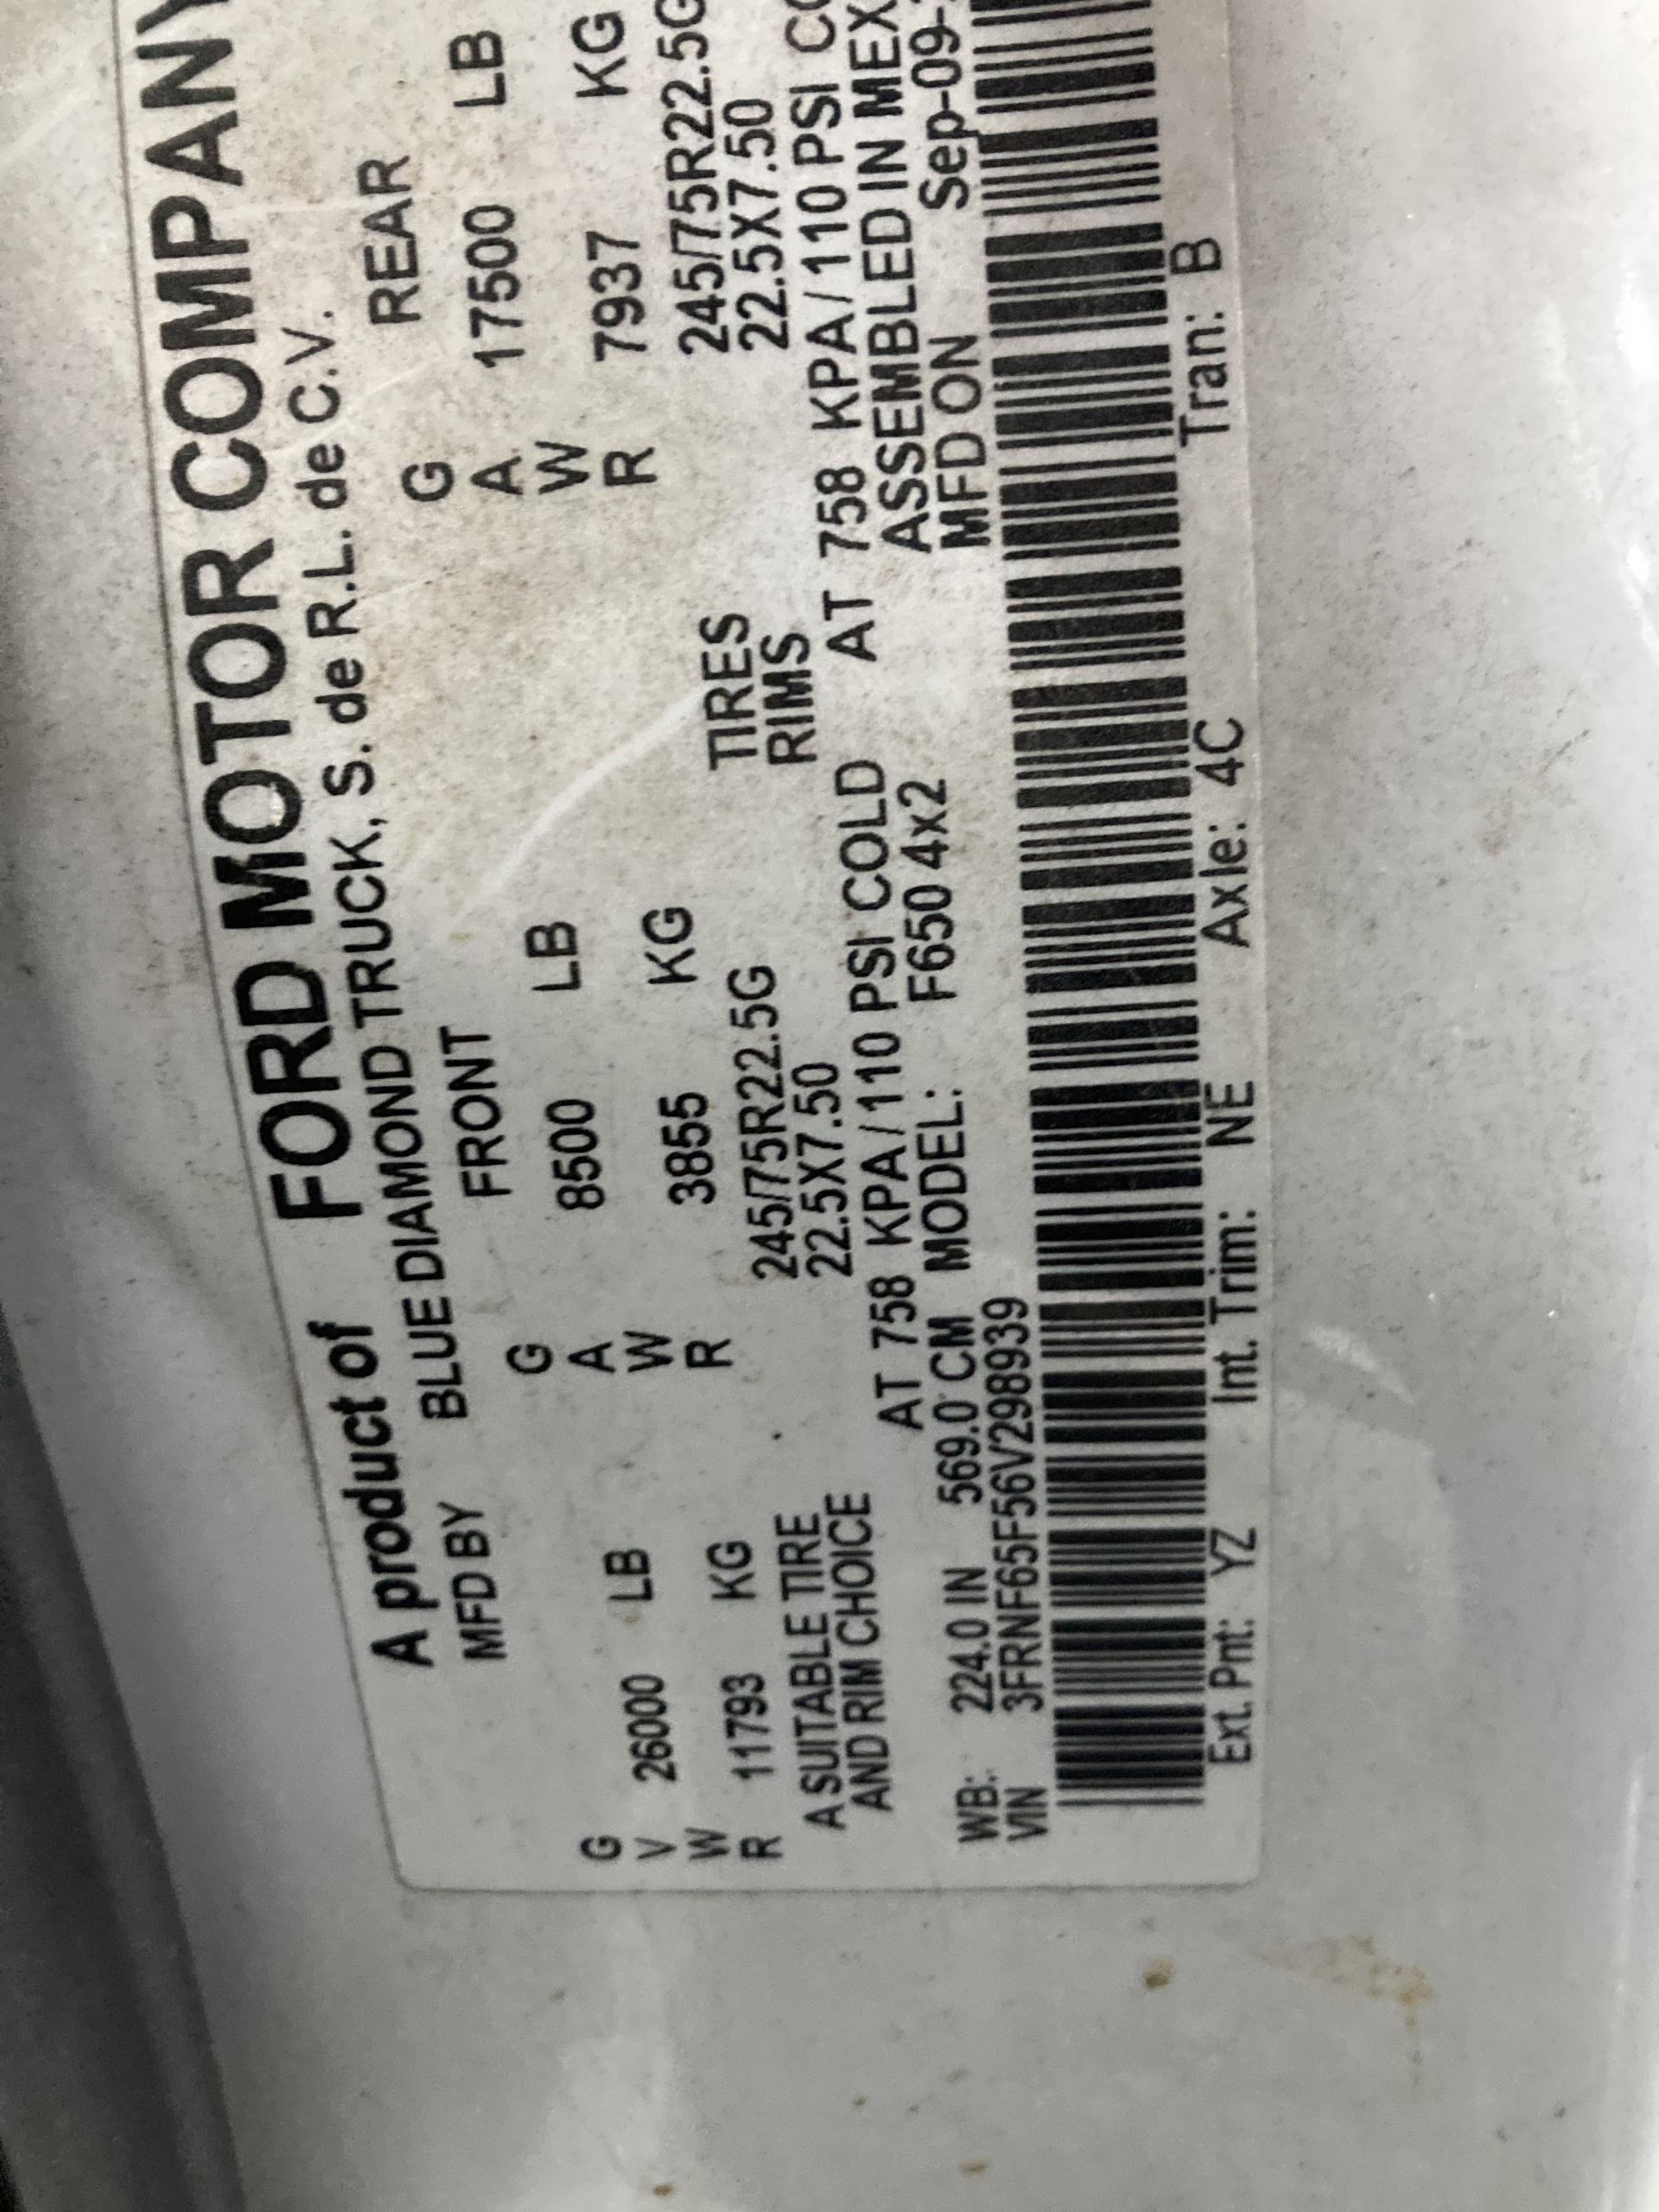 A product of FORD MOTOR COMPANY
MFD BY BLUE DIAMOND TRUCK, S. de R.L. de C.V.
FRONT REAR
G V W R 26000 LB 11793 KG
G A W R 8500 LB 3855 KG
G A W R 17500 LB 7937 KG
A SUITABLE TIRE 245/75R22.5G TIRES 245/75R22.5G
AND RIM CHOICE 22.5X7.50 RIMS 22.5X7.50
AT 758 KPA/110 PSI COLD AT 758 KPA/110 PSI
ASSEMBLED IN
WB: 224.0 IN 569.0 CM MODEL: F650 4x2 MFD ON Sep-09-
VIN 3FRNF65F56V298939
Ext. Pnt: YZ Int. Trim: NE Axle: 4C Tran: B